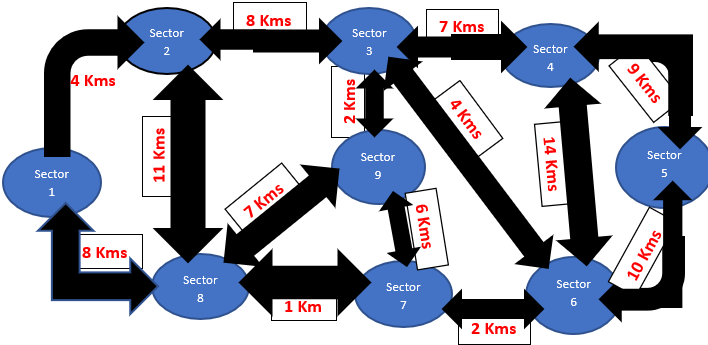 8 Kms
7 Kms
Sector
2
Sector
3
Sector
4
4 Kms
9 Kms
2 Kms
4 Kms
11 Kms
14 Kms
Sector
1
Sector
9
Sector
5
7 Kms
6 Kms
8 Kms
10 Kms
Sector
8
Sector
7
Sector
6
1 Km
2 Kms